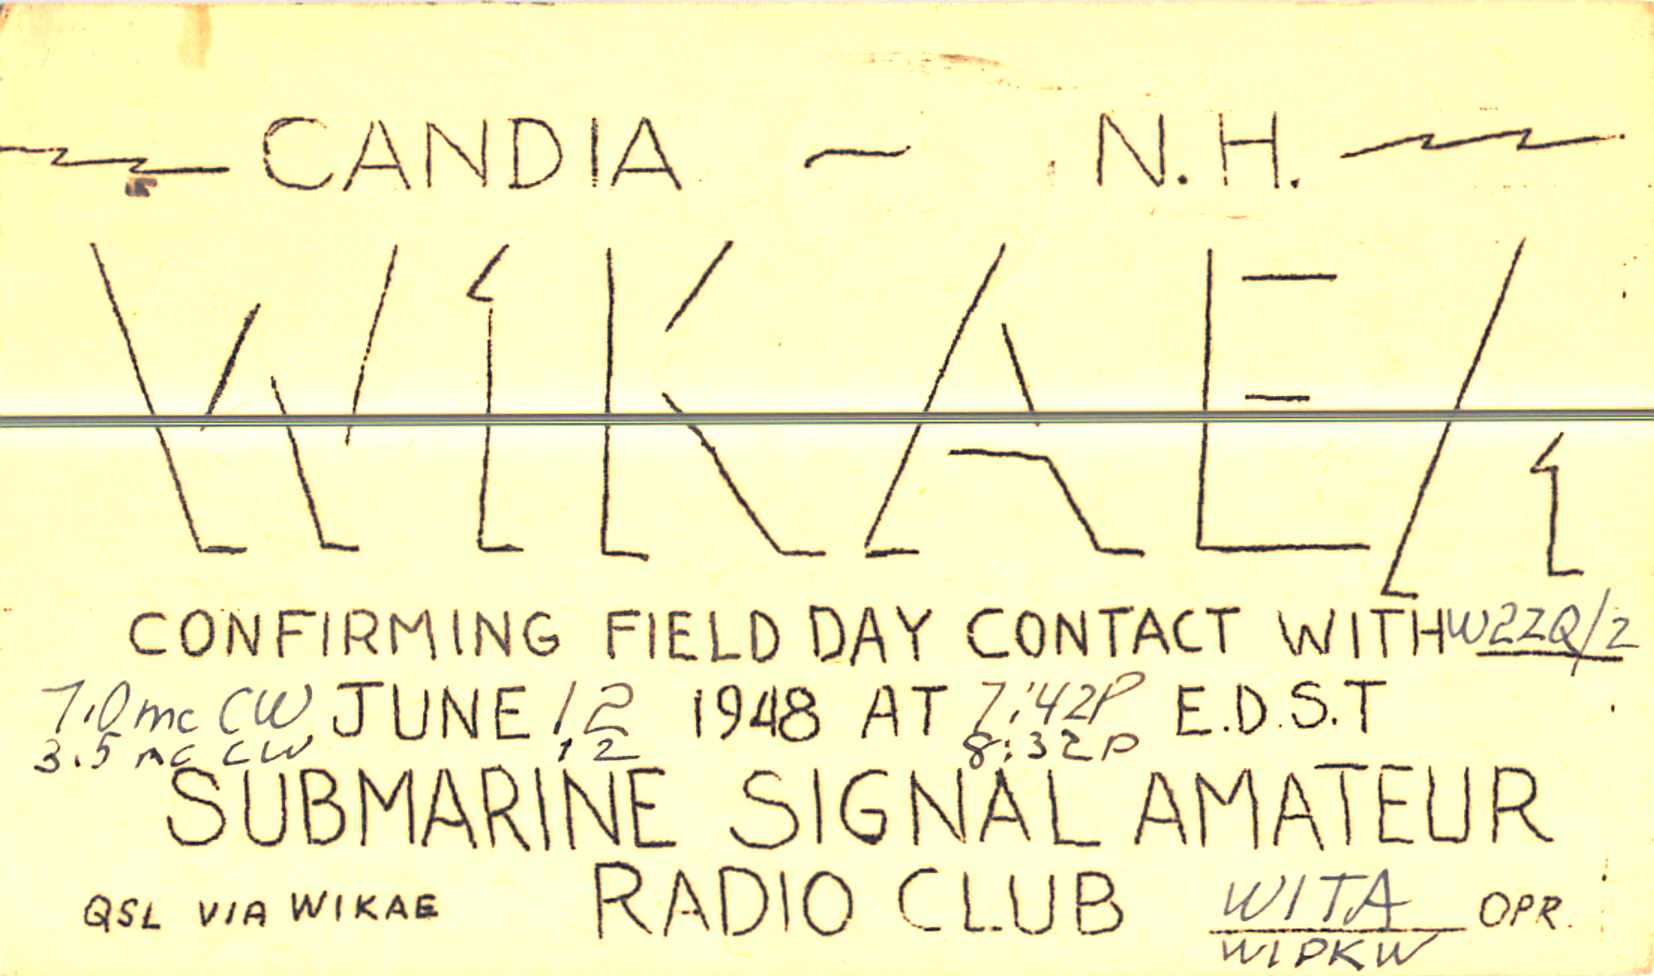 CANDIA ~ N.H.
W1KAE/1
CONFIRMING FIELD DAY CONTACT WITH W2ZQ/2
7.0 mc CW JUNE 12 1948 AT 7:42P E.D.S.T
3.5 mc CW 12 8:32P
SUBMARINE SIGNAL AMATEUR
RADIO CLUB
QSL VIA W1KAE W1TA OPR.
W1PKW